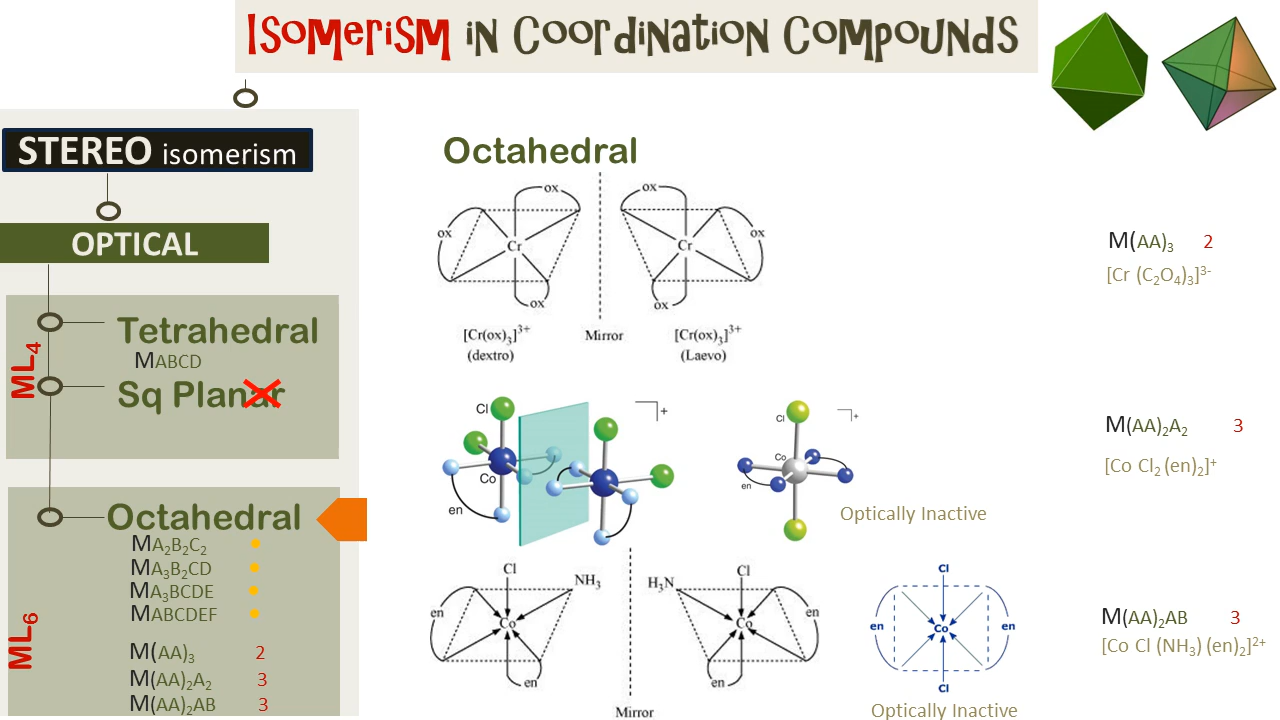 ISOMERISM IN COORDINATION COMPOUNDS
STEREO isomerism
OPTICAL
ML4
Tetrahedral
MABCD
Sq Planar
ML6
Octahedral
MA2B2C2
MA3B2CD
MA3BCDE
MABCDEF
M(AA)3 2
M(AA)2A2 3
M(AA)2AB 3
Octahedral
ox ox
ox ox
Cr Cr
ox ox
[Cr(ox)3]3+ Mirror [Cr(ox)3]3+
(dextro) (Laevo)
M(AA)3 2
[Cr (C2O4)3]3-
Cl + Cl +
Co Co
en en
Optically Inactive
M(AA)2A2 3
[Co Cl2 (en)2]+
Cl NH3 H3N Cl Cl
en en
Co Co en Co en
en en
Cl
Mirror
Optically Inactive
M(AA)2AB 3
[Co Cl (NH3) (en)2]2+